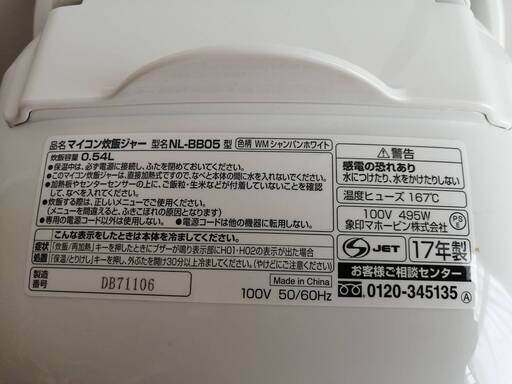 品名 マイコン炊飯ジャー 型名 NL-BB05 型 色柄 WM シャンパンホワイト
炊飯容量 0.54L
●保温中は、必ず電源に接続し、ふたを閉めておいてください。
●このマイコン炊飯ジャーは、直接加熱式ですので、なべと本体の間に水を入れないでください。
●加熱板やセンターセンサーの上に、ご飯粒・生米などが付着していないことを確認
して、なべを入れてください。
●炊飯する際は、正しいメニューでご使用ください。
(メニューを間違えると、ふきこぼれの原因となります)
●専用の電源コード以外は使用しない。 ●電源コードは他の機器に転用しない。
こんな表示をしたときは本体を冷ましてください。
症状 「炊飯/再加熱」キーを押したときにブザーが鳴り表示部にH01・H02の表示が出た場合
処置 「保温/とりけし」キーを押し、外ぶたを開け30分以上冷ましてください。(やけどにご注意ください)
製造番号 DB71106
Made in China
100V 50/60Hz
警告
感電の恐れあり
水につけたり、水をかけたりしない
温度ヒューズ 167℃
100V 495W
象印マホービン株式会社
PSE
S JET 17年製
お客様ご相談センター
0120-345135 Ⓐ